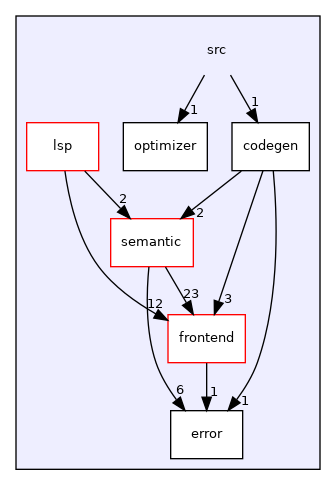 src
1
1
lsp
optimizer
codegen
2
2
semantic
12
23
3
frontend
6
1
1
error